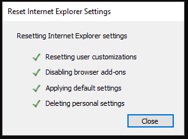 Reset Internet Explorer Settings
Resetting Internet Explorer settings
Resetting user customizations
Disabling browser add-ons
Applying default settings
Deleting personal settings
Close